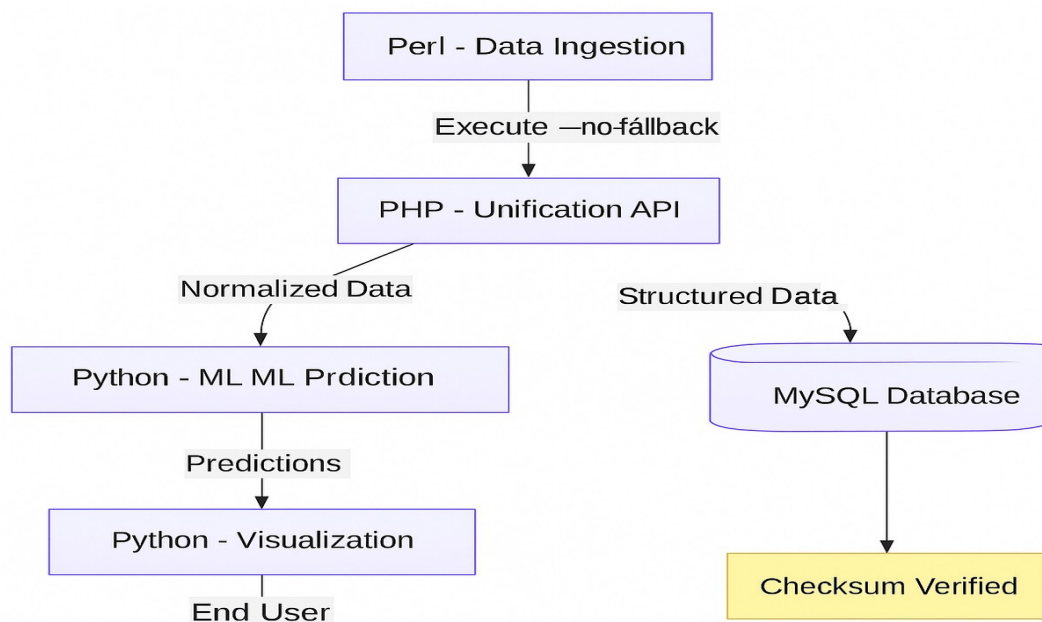 Perl - Data Ingestion
Execute —no-fállback
PHP - Unification API
Normalized Data
Structured Data
Python - ML ML Prdiction
MySQL Database
Predictions
Python - Visualization
Checksum Verified
End User